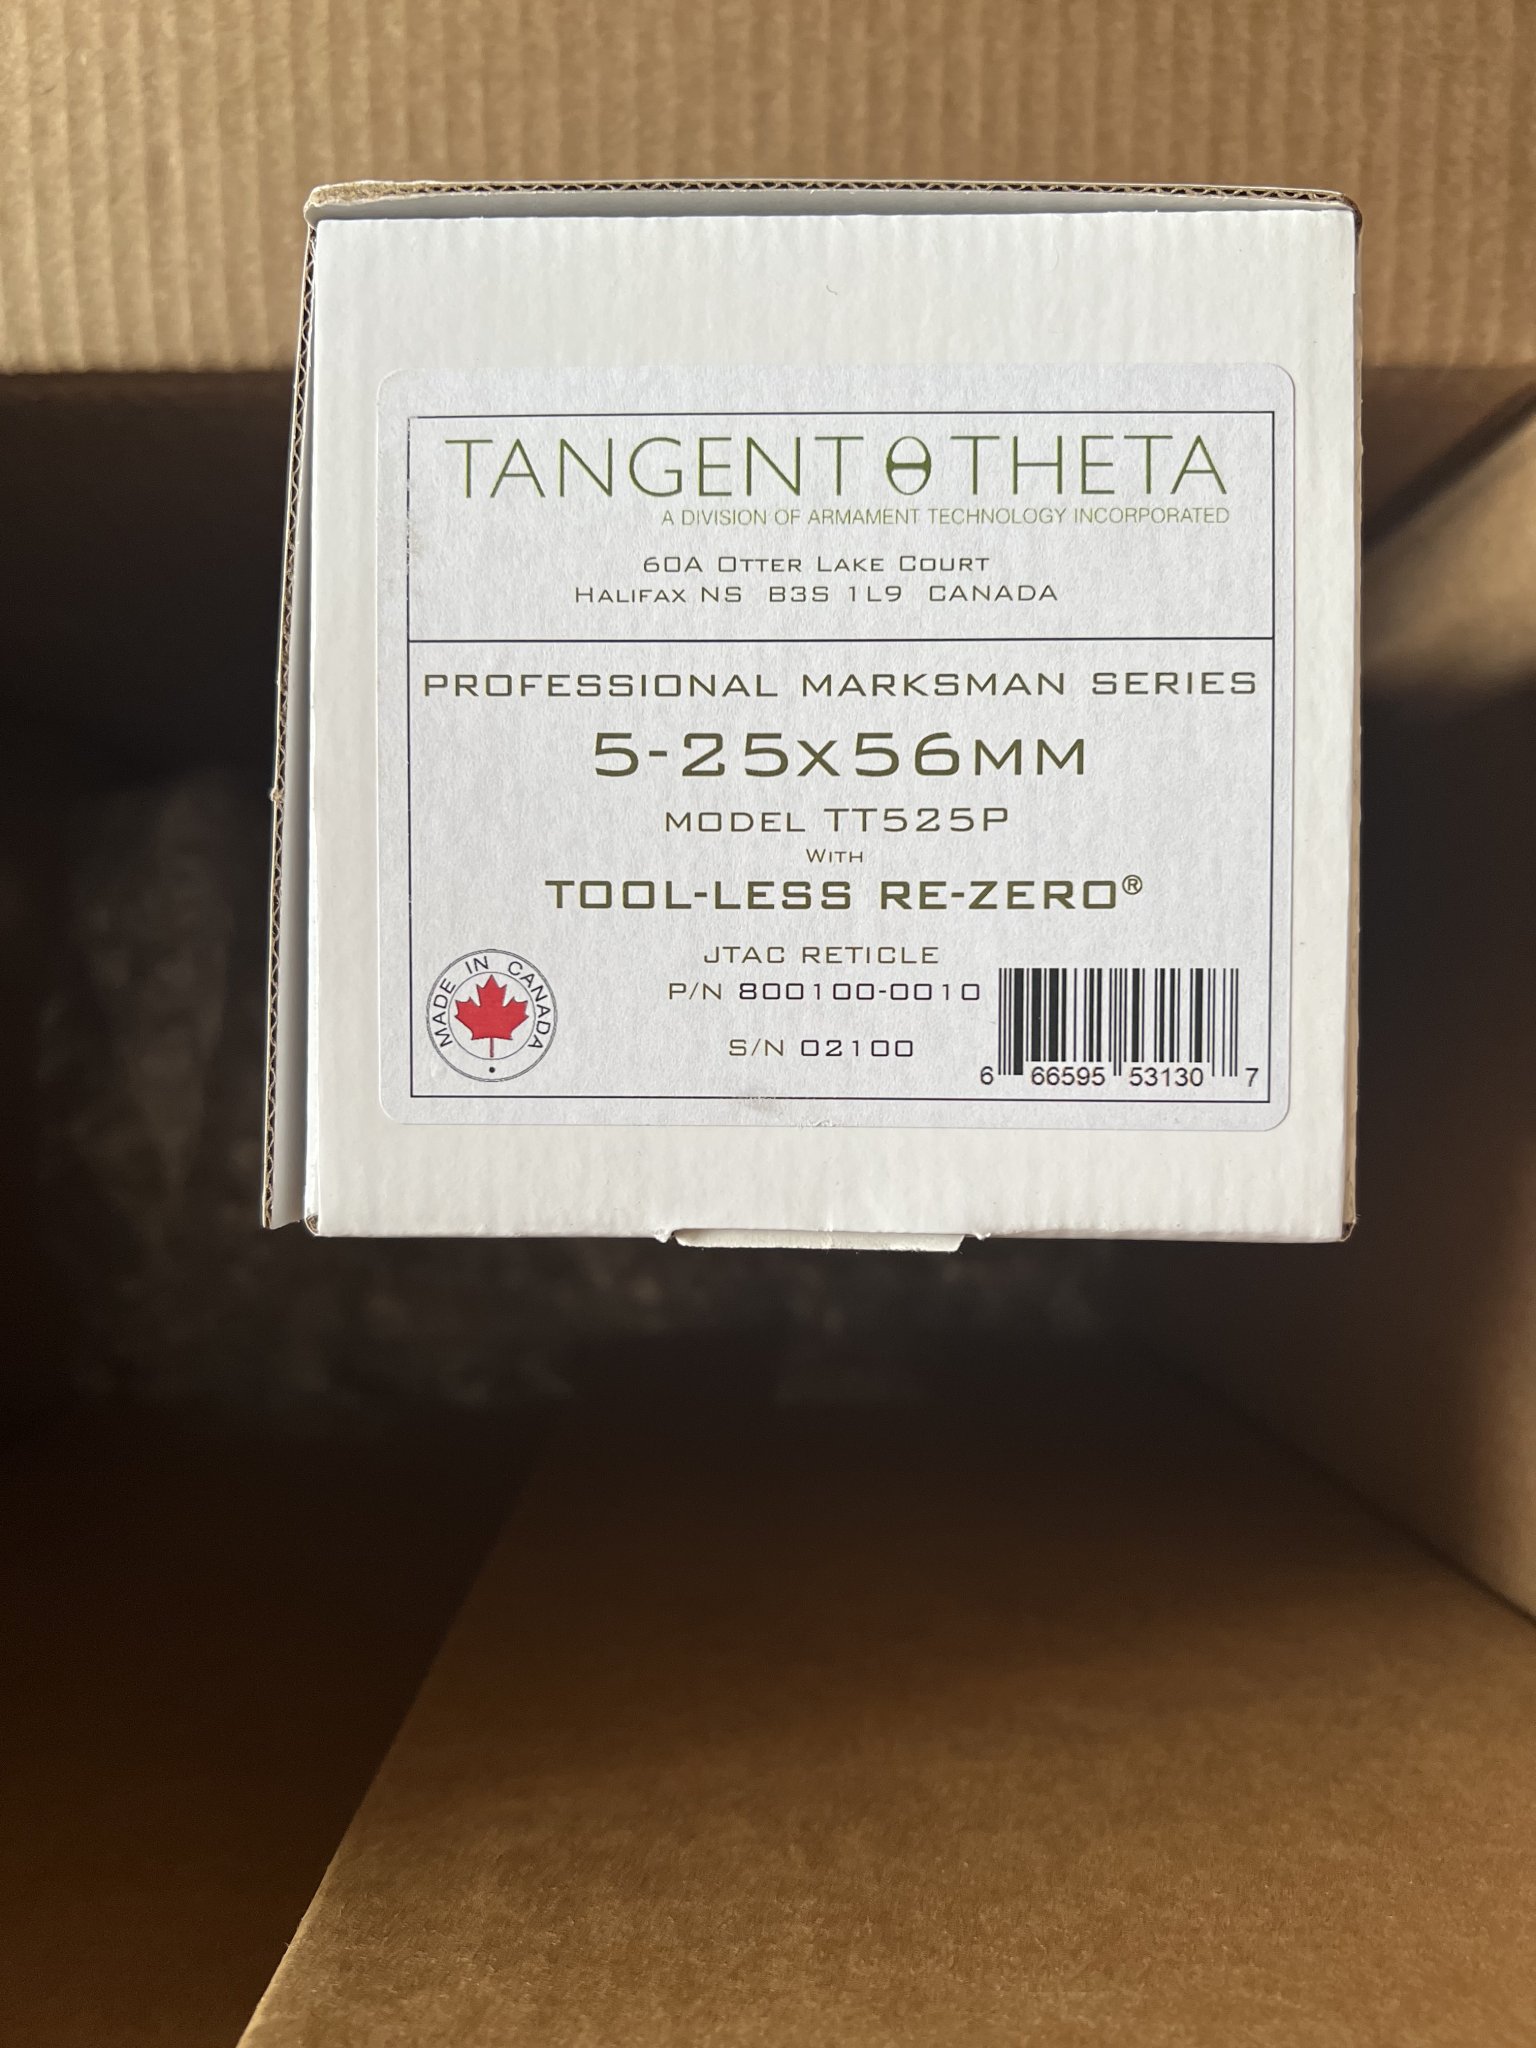 TANGENT θ THETA
A DIVISION OF ARMAMENT TECHNOLOGY INCORPORATED
60A OTTER LAKE COURT
HALIFAX NS B3S 1L9 CANADA
PROFESSIONAL MARKSMAN SERIES
5-25x56MM
MODEL TT525P
WITH
TOOL-LESS RE-ZERO®
JTAC RETICLE
P/N 800100-0010
S/N 02100
MADE IN CANADA
6 66595 53130 7